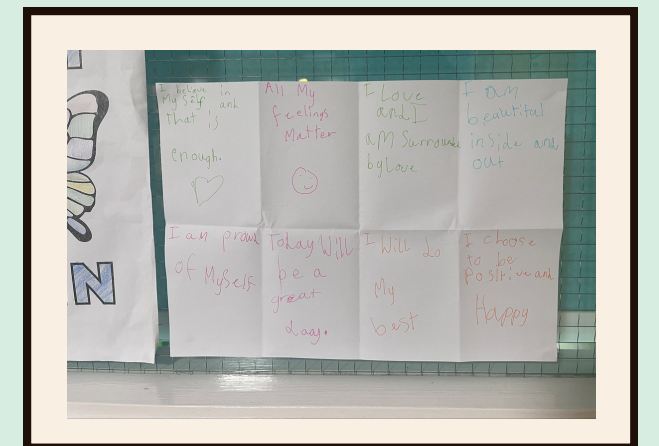 I believe in
My Self and
That is
enough.
All My
feelings
Matter
I Love
and I
aM Surrounde
by Love
I am
beautital
inside and
out
I am proud
of Myself
Today Will
be a
great
day.
I Will do
My
best
I choose
to be
Positive and
Happy
N